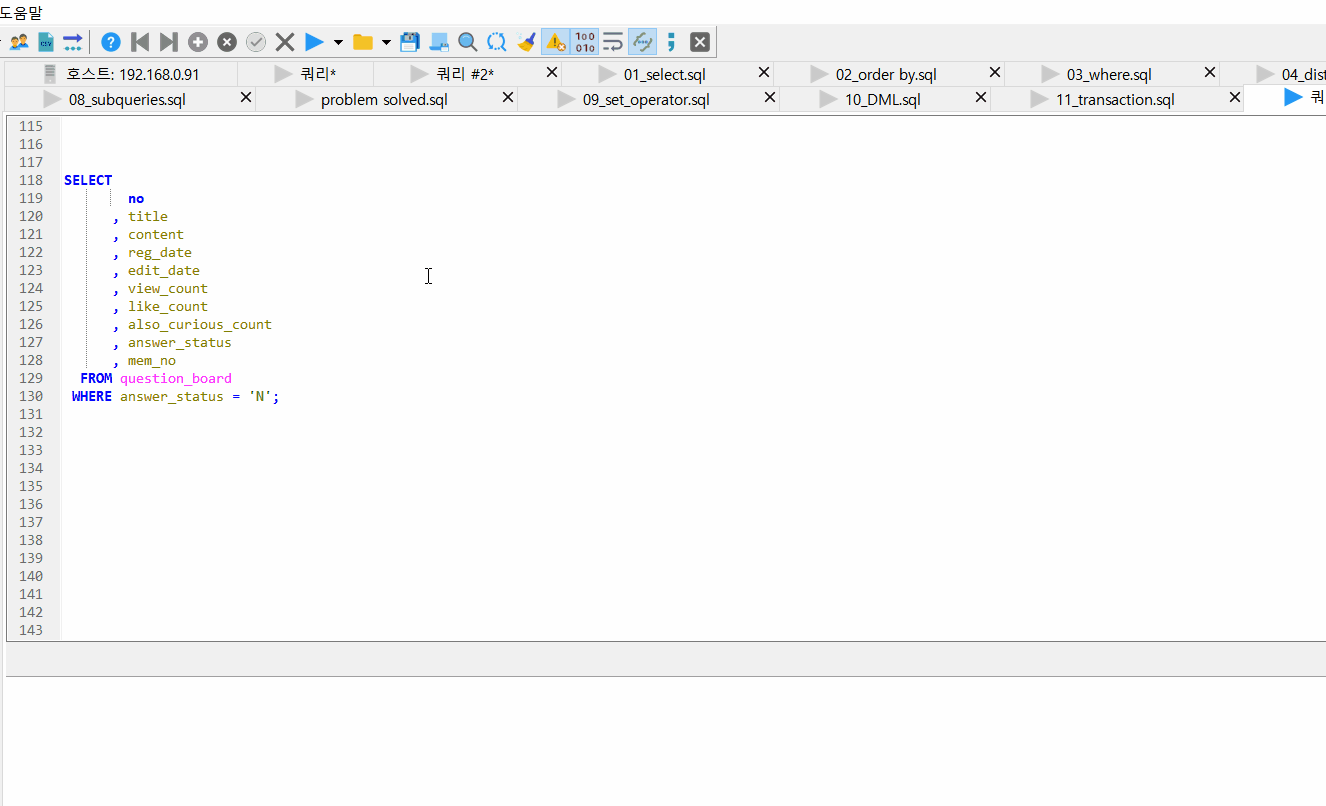 도움말
호스트: 192.168.0.91 쿼리* 쿼리 #2* 01_select.sql 02_order by.sql 03_where.sql 04_dist
08_subqueries.sql problem solved.sql 09_set_operator.sql 10_DML.sql 11_transaction.sql 쿼
115
116
117
118 SELECT
119 no
120 , title
121 , content
122 , reg_date
123 , edit_date
124 , view_count
125 , like_count
126 , also_curious_count
127 , answer_status
128 , mem_no
129 FROM question_board
130 WHERE answer_status = 'N';
131
132
133
134
135
136
137
138
139
140
141
142
143